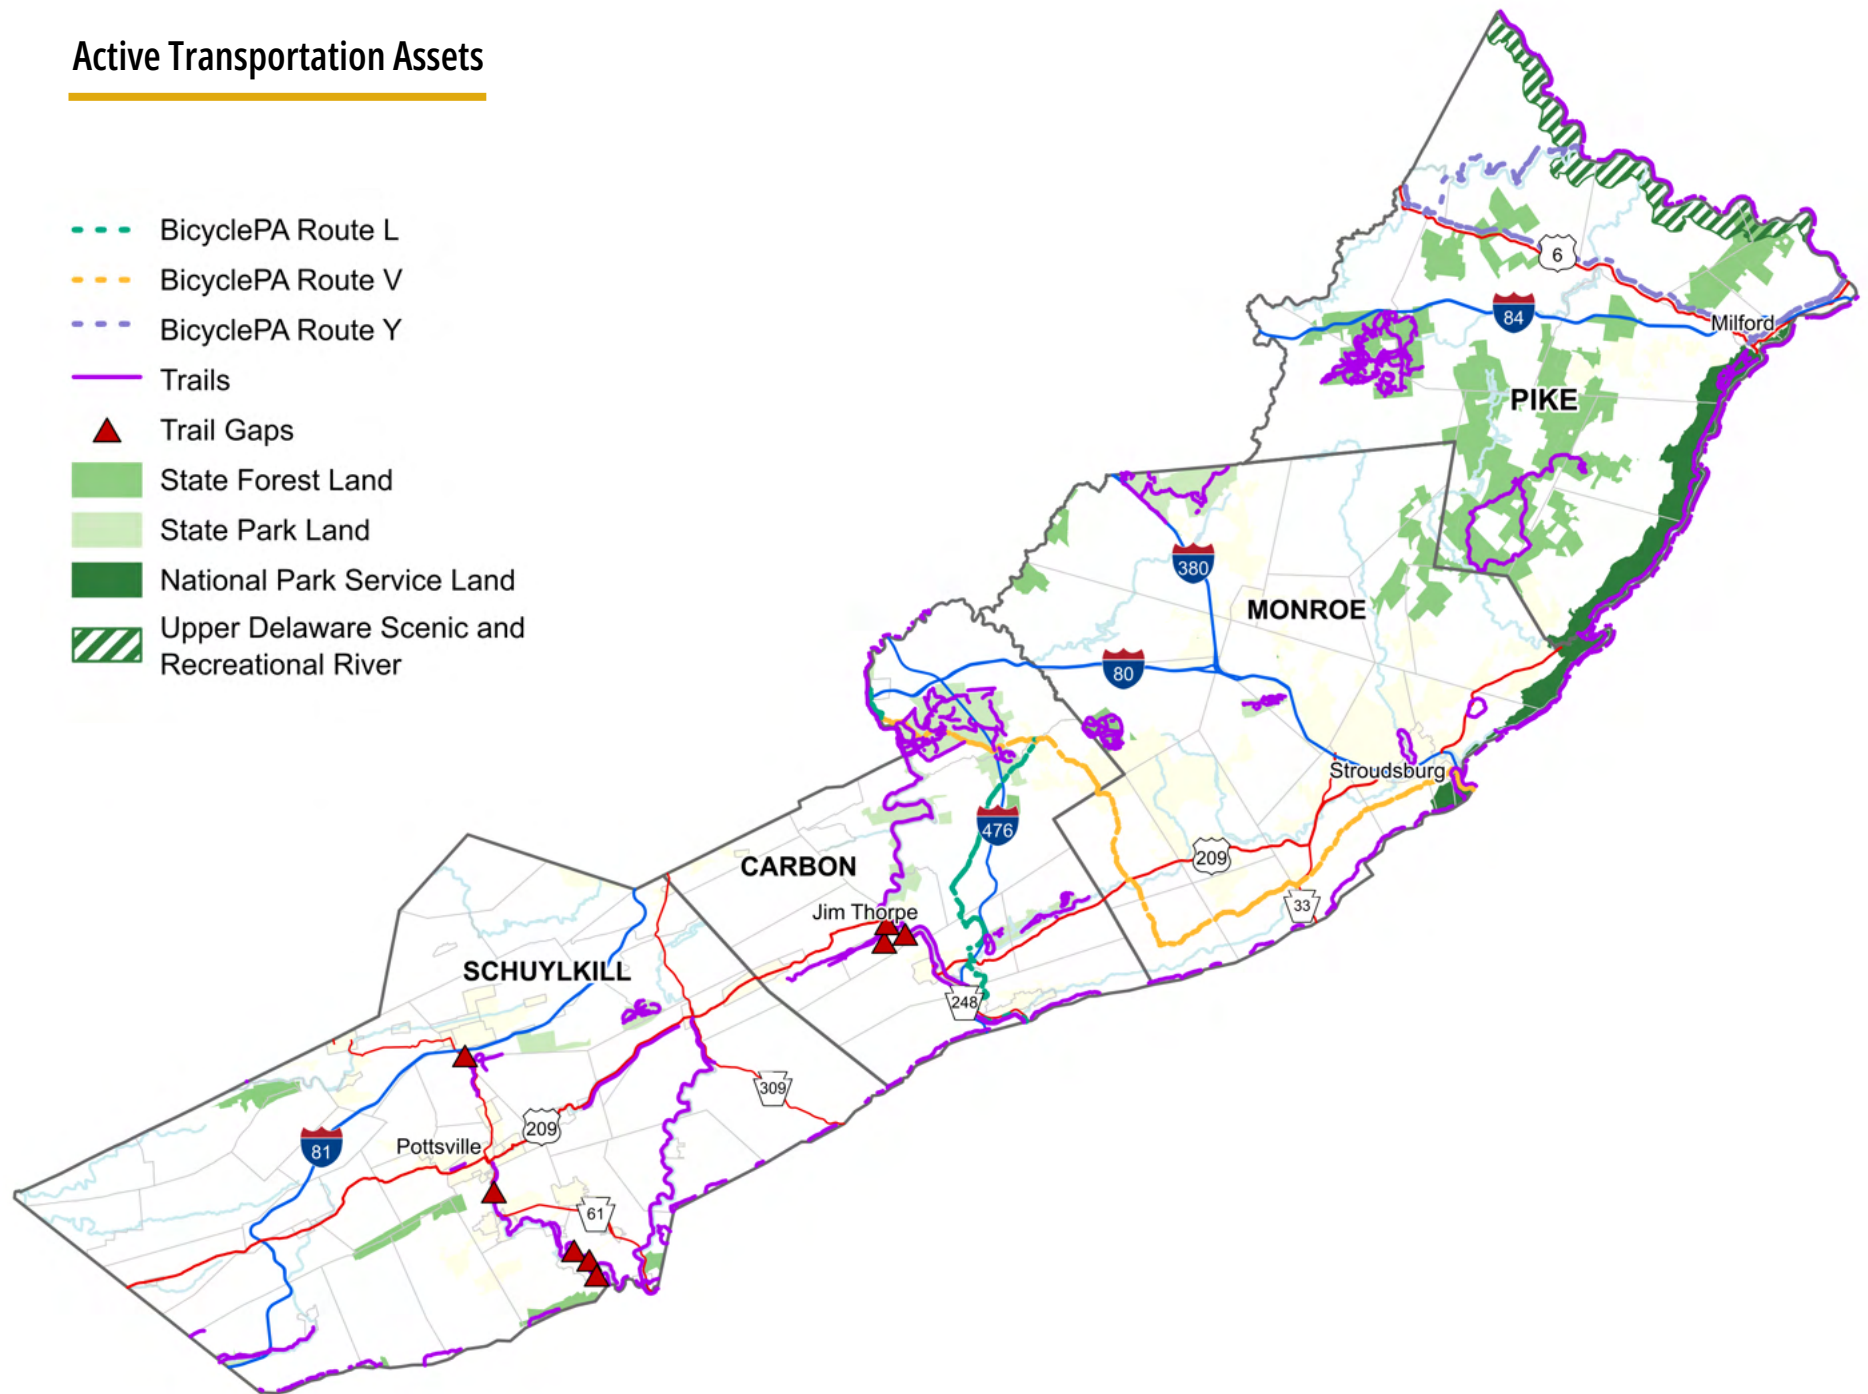 Active Transportation Assets
BicyclePA Route L
BicyclePA Route V
BicyclePA Route Y
Trails
Trail Gaps
State Forest Land
State Park Land
National Park Service Land
Upper Delaware Scenic and
Recreational River
6
84
Milford
PIKE
380
MONROE
80
Stroudsburg
476
CARBON
209
33
Jim Thorpe
SCHUYLKILL
248
309
209
81
Pottsville
61